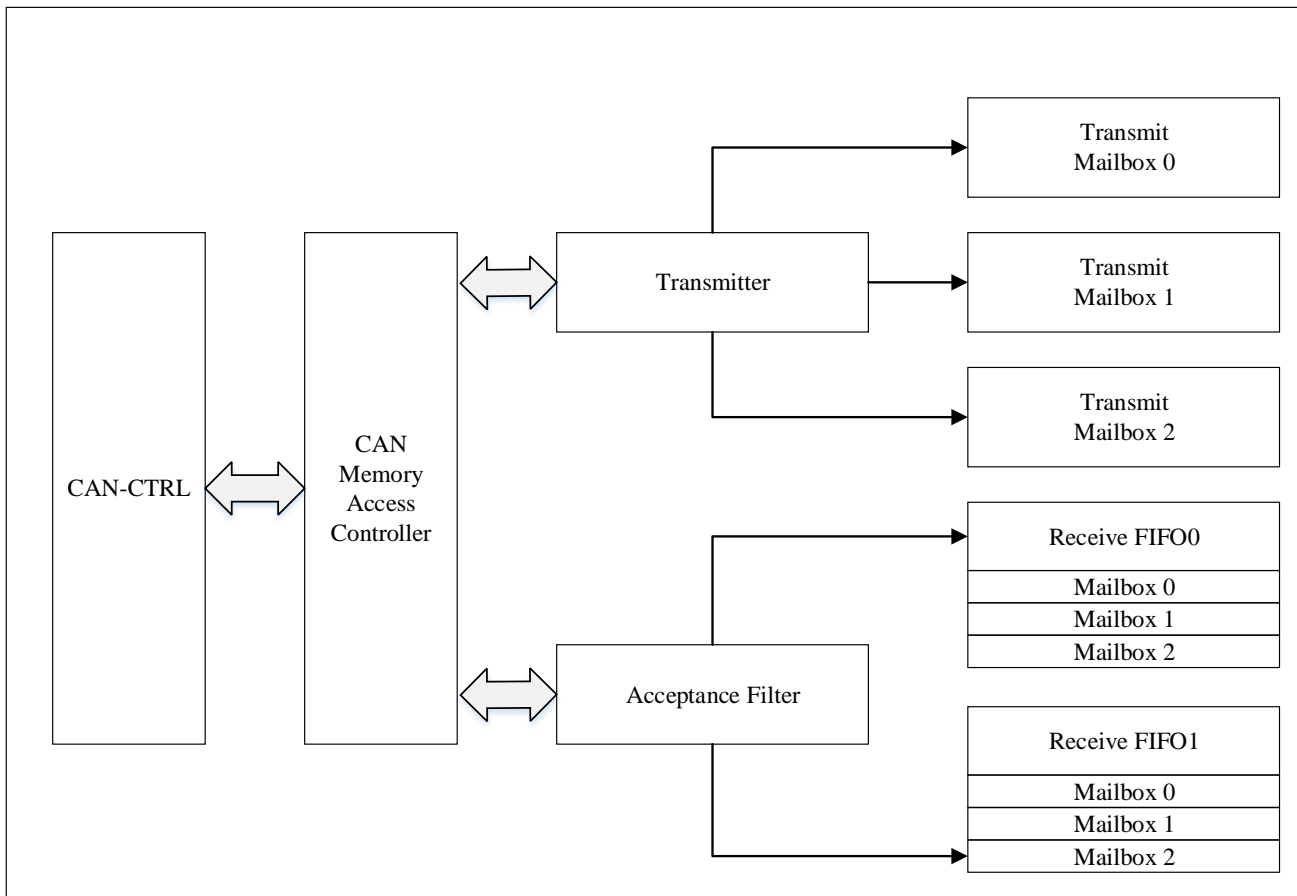 Transmit
Mailbox 0
Transmitter
Transmit
Mailbox 1
Transmit
Mailbox 2
CAN-CTRL
CAN
Memory
Access
Controller
Receive FIFO0
Mailbox 0
Mailbox 1
Mailbox 2
Acceptance Filter
Receive FIFO1
Mailbox 0
Mailbox 1
Mailbox 2